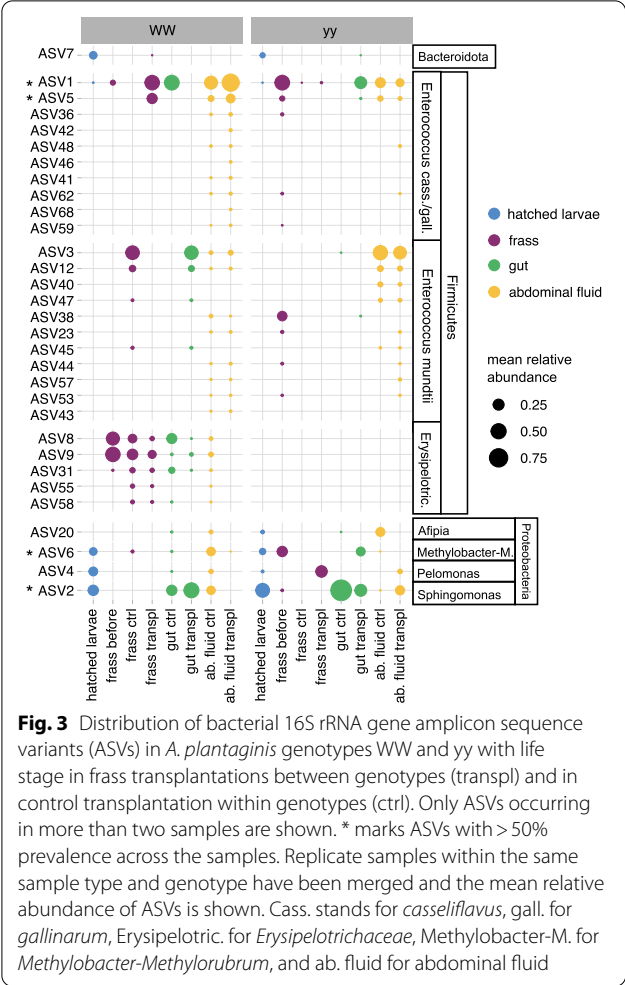 WW yy
ASV7 Bacteroidota
* ASV1
* ASV5
ASV36
ASV42
ASV48
ASV46
ASV41
ASV62
ASV68
ASV59
Enterococcus cass./gall.
ASV3
ASV12
ASV40
ASV47
ASV38
ASV23
ASV45
ASV44
ASV57
ASV53
ASV43
Enterococcus mundtii
ASV8
ASV9
ASV31
ASV55
ASV58
Erysipelotric.
Firmicutes
ASV20 Afipia
* ASV6 Methylobacter-M.
ASV4 Pelomonas
* ASV2 Sphingomonas
Proteobacteria
hatched larvae
frass before
frass ctrl
frass transpl
gut ctrl
gut transpl
ab. fluid ctrl
ab. fluid transpl
hatched larvae
frass before
frass ctrl
frass transpl
gut ctrl
gut transpl
ab. fluid ctrl
ab. fluid transpl
hatched larvae
frass
gut
abdominal fluid
mean relative
abundance
0.25
0.50
0.75
Fig. 3 Distribution of bacterial 16S rRNA gene amplicon sequence
variants (ASVs) in A. plantaginis genotypes WW and yy with life
stage in frass transplantations between genotypes (transpl) and in
control transplantation within genotypes (ctrl). Only ASVs occurring
in more than two samples are shown. * marks ASVs with > 50%
prevalence across the samples. Replicate samples within the same
sample type and genotype have been merged and the mean relative
abundance of ASVs is shown. Cass. stands for casseliflavus, gall. for
gallinarum, Erysipelotric. for Erysipelotrichaceae, Methylobacter-M. for
Methylobacter-Methylorubrum, and ab. fluid for abdominal fluid